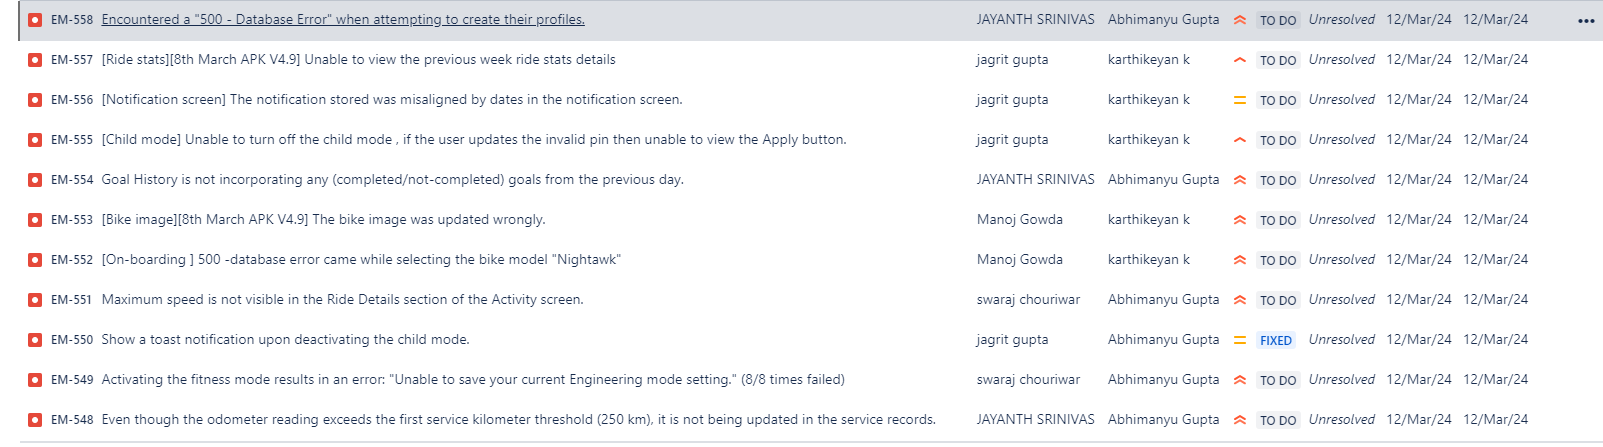 EM-558 Encountered a "500 - Database Error" when attempting to create their profiles. JAYANTH SRINIVAS Abhimanyu Gupta TO DO Unresolved 12/Mar/24 12/Mar/24
EM-557 [Ride stats][8th March APK V4.9] Unable to view the previous week ride stats details jagrit gupta karthikeyan k TO DO Unresolved 12/Mar/24 12/Mar/24
EM-556 [Notification screen] The notification stored was misaligned by dates in the notification screen. jagrit gupta karthikeyan k TO DO Unresolved 12/Mar/24 12/Mar/24
EM-555 [Child mode] Unable to turn off the child mode , if the user updates the invalid pin then unable to view the Apply button. jagrit gupta karthikeyan k TO DO Unresolved 12/Mar/24 12/Mar/24
EM-554 Goal History is not incorporating any (completed/not-completed) goals from the previous day. JAYANTH SRINIVAS Abhimanyu Gupta TO DO Unresolved 12/Mar/24 12/Mar/24
EM-553 [Bike image][8th March APK V4.9] The bike image was updated wrongly. Manoj Gowda karthikeyan k TO DO Unresolved 12/Mar/24 12/Mar/24
EM-552 [On-boarding ] 500 -database error came while selecting the bike model "Nightawk" Manoj Gowda karthikeyan k TO DO Unresolved 12/Mar/24 12/Mar/24
EM-551 Maximum speed is not visible in the Ride Details section of the Activity screen. swaraj chouriwar Abhimanyu Gupta TO DO Unresolved 12/Mar/24 12/Mar/24
EM-550 Show a toast notification upon deactivating the child mode. jagrit gupta Abhimanyu Gupta FIXED Unresolved 12/Mar/24 12/Mar/24
EM-549 Activating the fitness mode results in an error: "Unable to save your current Engineering mode setting." (8/8 times failed) swaraj chouriwar Abhimanyu Gupta TO DO Unresolved 12/Mar/24 12/Mar/24
EM-548 Even though the odometer reading exceeds the first service kilometer threshold (250 km), it is not being updated in the service records. JAYANTH SRINIVAS Abhimanyu Gupta TO DO Unresolved 12/Mar/24 12/Mar/24